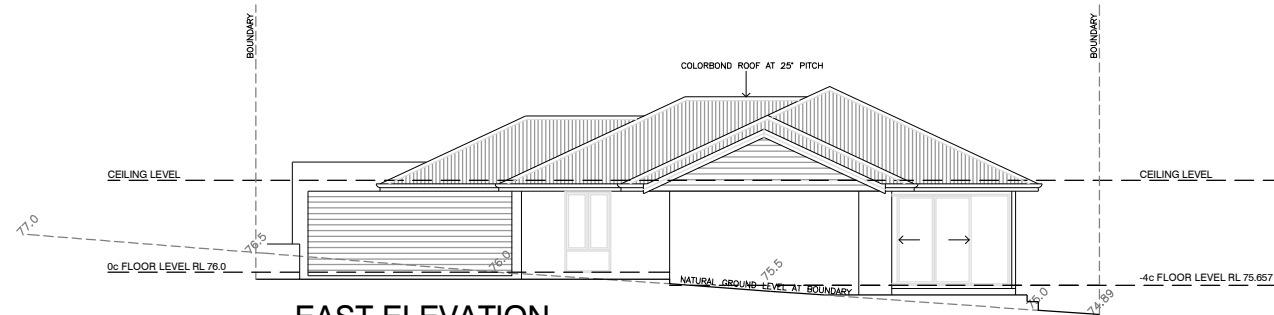 BOUNDARY
BOUNDARY
COLORBOND ROOF AT 25° PITCH
CEILING LEVEL
CEILING LEVEL
77.0
76.5
76.0
75.5
0c FLOOR LEVEL RL 76.0
NATURAL GROUND LEVEL AT BOUNDARY
-4c FLOOR LEVEL RL 75.657
75.0
74.89
EAST ELEVATION